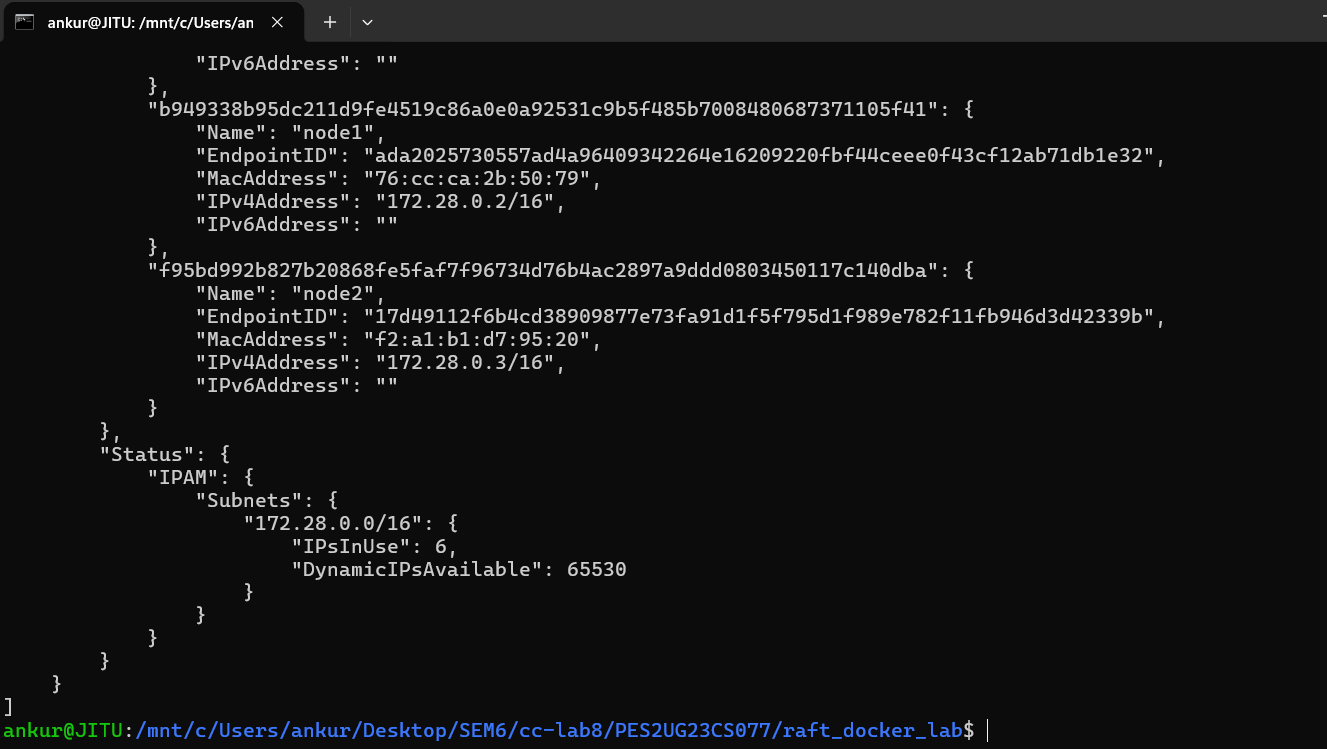 ankur@JITU: /mnt/c/Users/an
            "IPv6Address": ""
        },
        "b949338b95dc211d9fe4519c86a0e0a92531c9b5f485b7008480687371105f41": {
            "Name": "node1",
            "EndpointID": "ada2025730557ad4a96409342264e16209220fbf44ceee0f43cf12ab71db1e32",
            "MacAddress": "76:cc:ca:2b:50:79",
            "IPv4Address": "172.28.0.2/16",
            "IPv6Address": ""
        },
        "f95bd992b827b20868fe5faf7f96734d76b4ac2897a9ddd0803450117c140dba": {
            "Name": "node2",
            "EndpointID": "17d49112f6b4cd38909877e73fa91d1f5f795d1f989e782f11fb946d3d42339b",
            "MacAddress": "f2:a1:b1:d7:95:20",
            "IPv4Address": "172.28.0.3/16",
            "IPv6Address": ""
        }
    },
    "Status": {
        "IPAM": {
            "Subnets": {
                "172.28.0.0/16": {
                    "IPsInUse": 6,
                    "DynamicIPsAvailable": 65530
                }
            }
        }
    }
}
]
ankur@JITU:/mnt/c/Users/ankur/Desktop/SEM6/cc-lab8/PES2UG23CS077/raft_docker_lab$